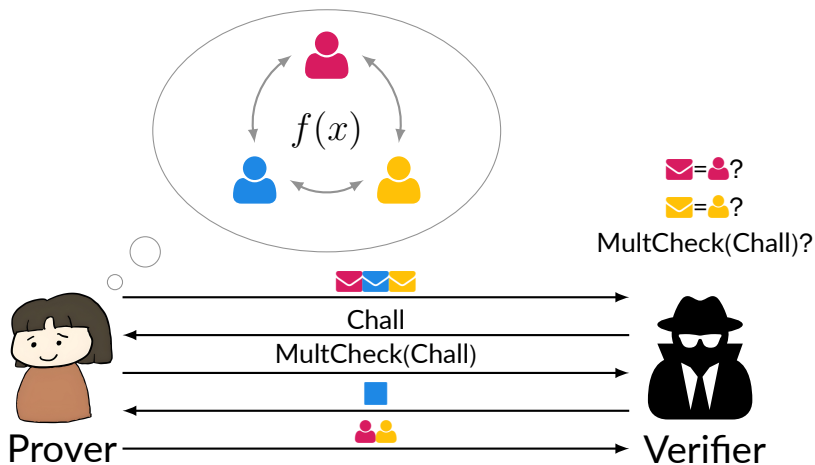 f(x)
=?
=?
MultCheck(Chall)?
Chall
MultCheck(Chall)
Prover
Verifier